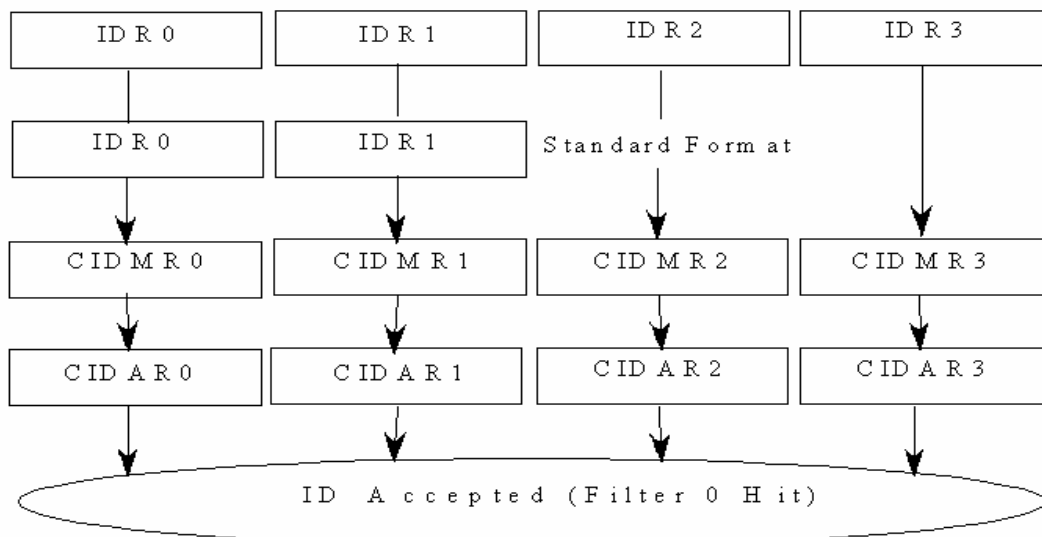 IDR0 IDR1 IDR2 IDR3
IDR0 IDR1 Standard Format
CIDMR0 CIDMR1 CIDMR2 CIDMR3
CIDAR0 CIDAR1 CIDAR2 CIDAR3
ID Accepted (Filter 0 Hit)